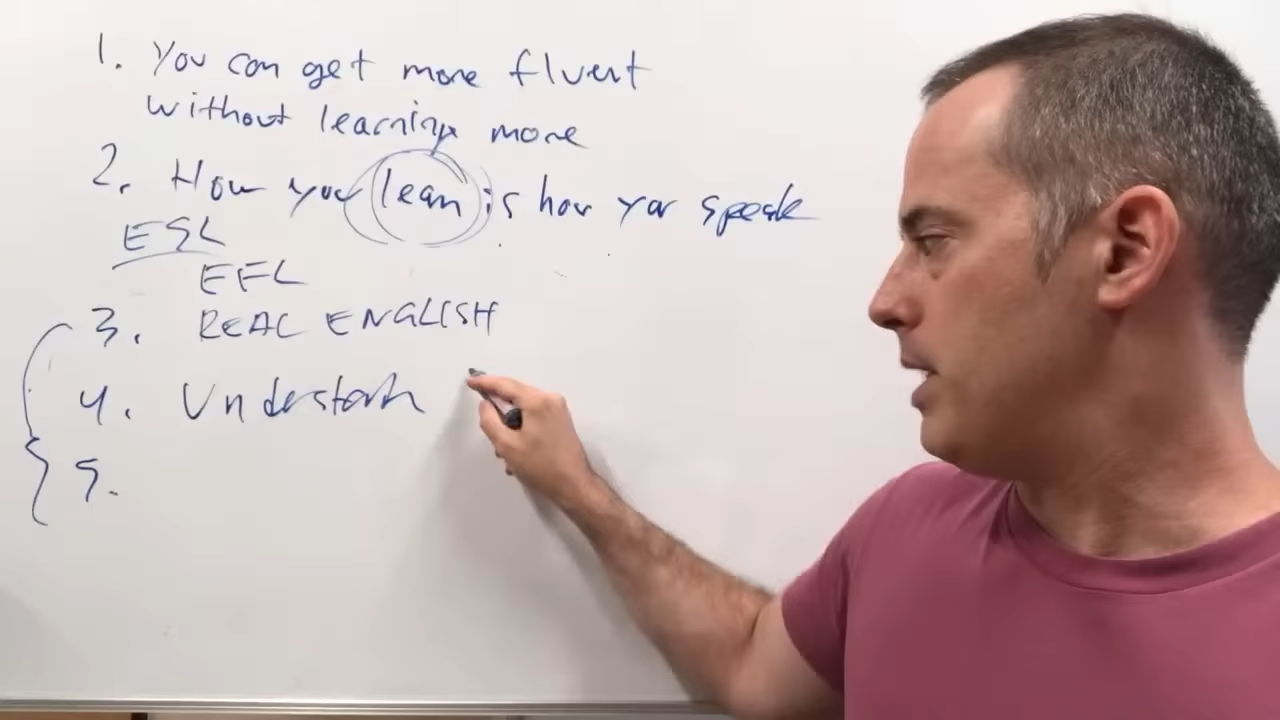 1. You can get more fluent
without learning more
2. How you learn is how you speak
ESL
EFL
3. REAL ENGLISH
4. Understan
5.